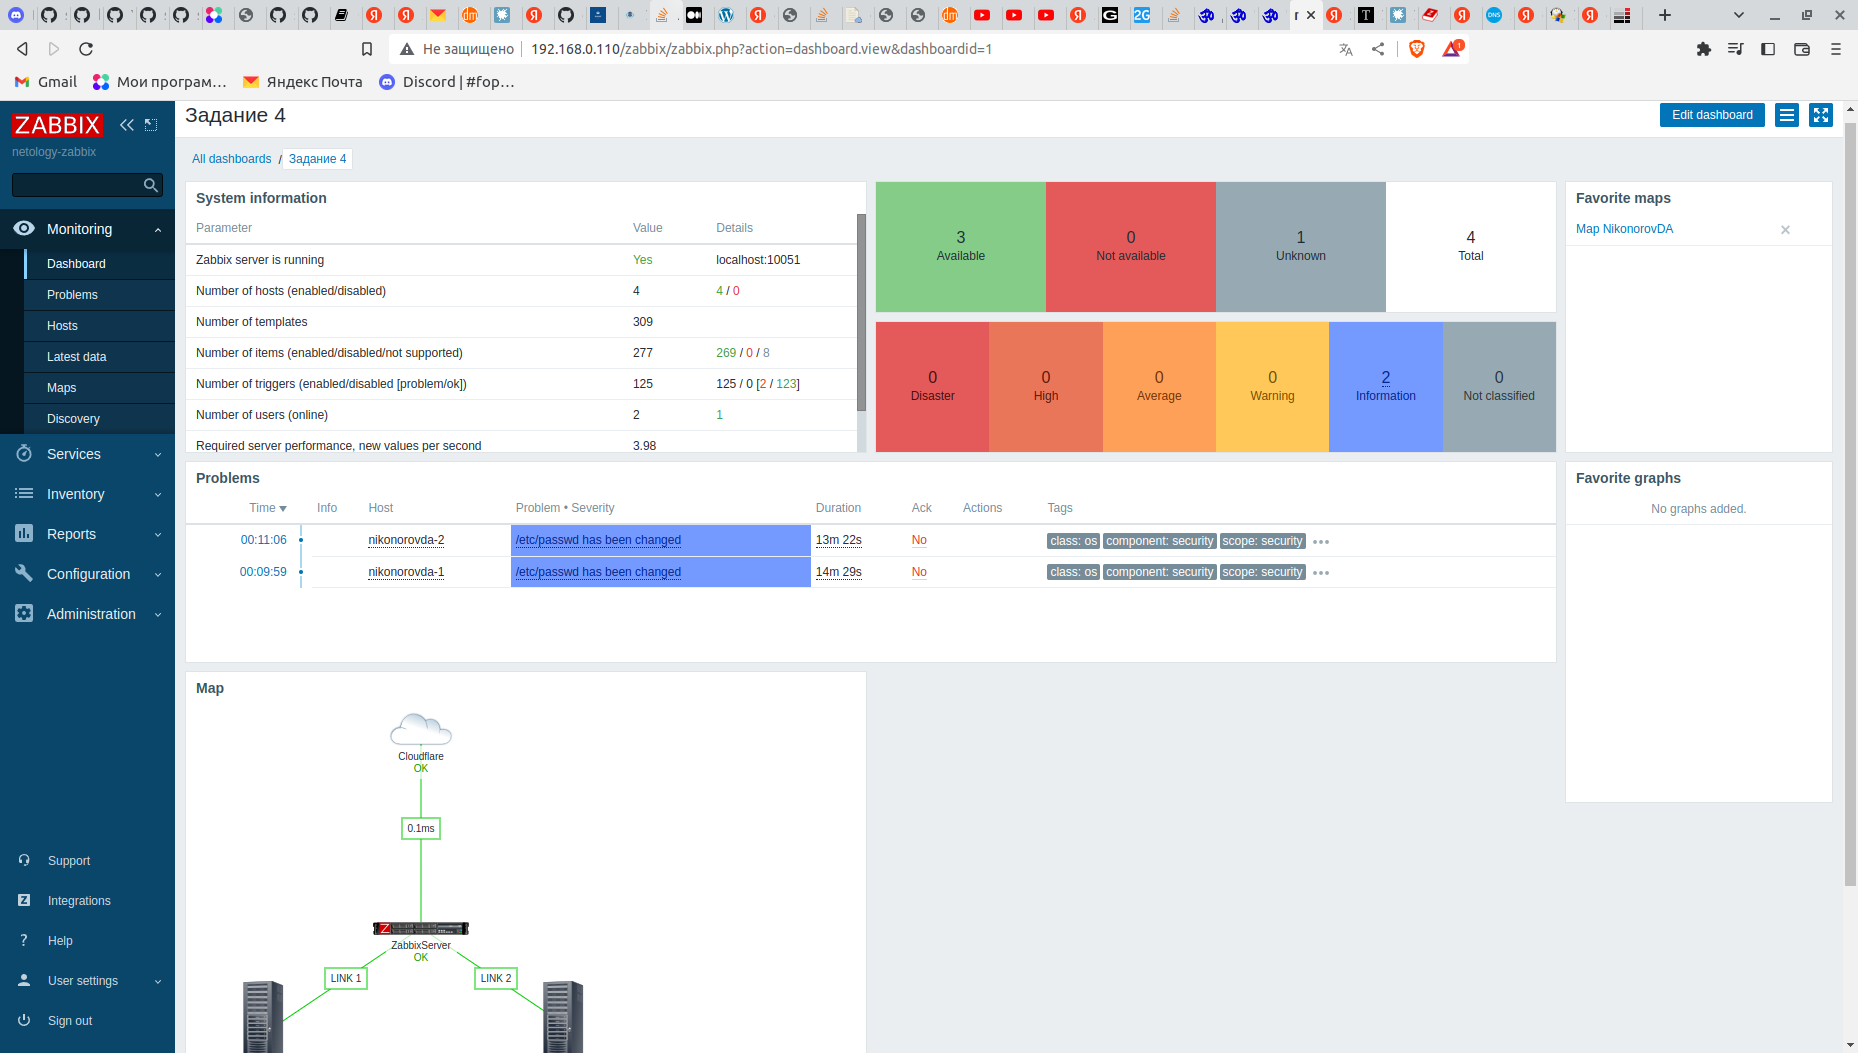 Не защищено 192.168.0.110/zabbix/zabbix.php?action=dashboard.view&dashboardid=1
1
Gmail Мои програм… Яндекс Почта Discord | #фор…
ZABBIX
netology-zabbix
Monitoring
Dashboard
Problems
Hosts
Latest data
Maps
Discovery
Services
Inventory
Reports
Configuration
Administration
Support
Integrations
Help
User settings
Sign out
Задание 4
Edit dashboard
All dashboards / Задание 4
System information
Parameter Value Details
Zabbix server is running Yes localhost:10051
Number of hosts (enabled/disabled) 4 4 / 0
Number of templates 309
Number of items (enabled/disabled/not supported) 277 269 / 0 / 8
Number of triggers (enabled/disabled [problem/ok]) 125 125 / 0 [2 / 123]
Number of users (online) 2 1
Required server performance, new values per second 3.98
3 0 1 4
Available Not available Unknown Total
0 0 0 0 2 0
Disaster High Average Warning Information Not classified
Favorite maps
Map NikonorovDA
Problems
Time Info Host Problem • Severity Duration Ack Actions Tags
00:11:06 nikonorovda-2 /etc/passwd has been changed 13m 22s No class: os component: security scope: security
00:09:59 nikonorovda-1 /etc/passwd has been changed 14m 29s No class: os component: security scope: security
Favorite graphs
No graphs added.
Map
Cloudflare
OK
0.1ms
ZabbixServer
OK
LINK 1 LINK 2